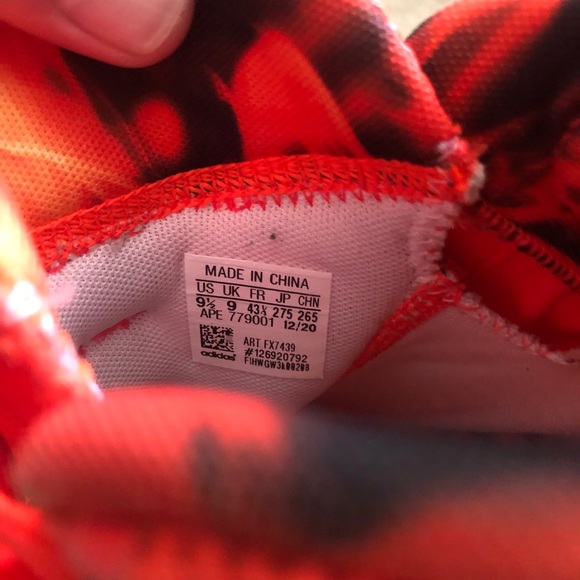 MADE IN CHINA
US UK FR JP CHN
9½ 9 43⅓ 275 265
APE 779001 12/20
ART FX7439
#126920792
adidas FIHWGW3k00208